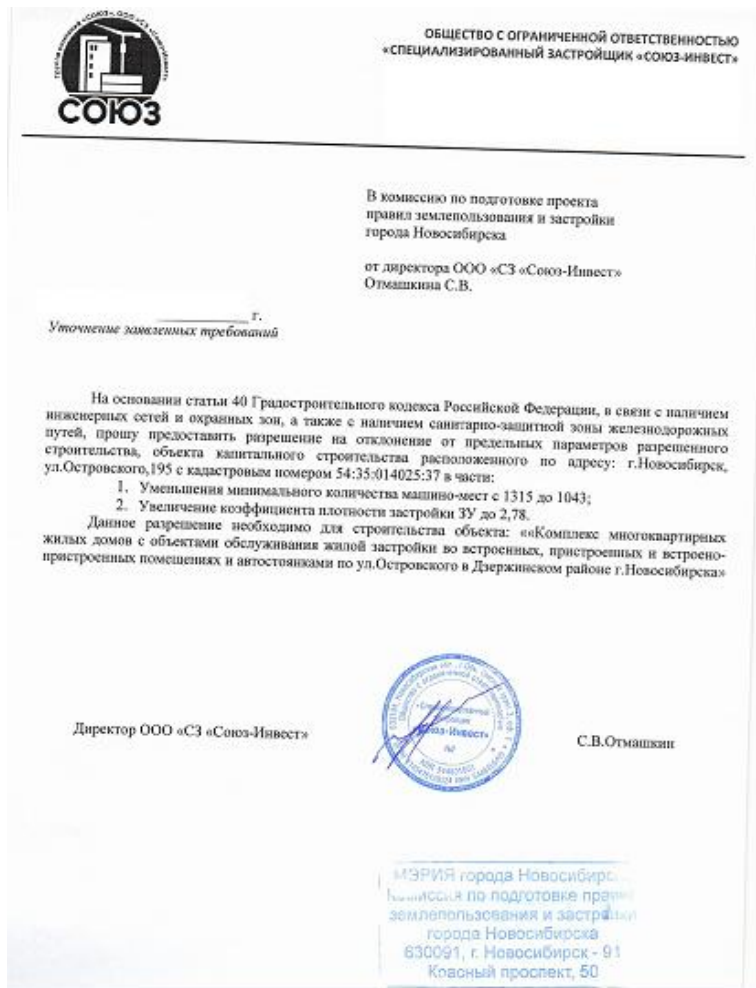 СОЮЗ
ОБЩЕСТВО С ОГРАНИЧЕННОЙ ОТВЕТСТВЕННОСТЬЮ
«СПЕЦИАЛИЗИРОВАННЫЙ ЗАСТРОЙЩИК «СОЮЗ-ИНВЕСТ»
В комиссию по подготовке проекта
правил землепользования и застройки
города Новосибирска
от директора ООО «СЗ «Союз-Инвест»
Отмашкина С.В.
____________ г.
Уточнение заявленных требований
На основании статьи 40 Градостроительного кодекса Российской Федерации, в связи с наличием
инженерных сетей и охранных зон, а также с наличием санитарно-защитной зоны железнодорожных
путей, прошу предоставить разрешение на отклонение от предельных параметров разрешенного
строительства, объекта капитального строительства расположенного по адресу: г.Новосибирск,
ул.Островского,195 с кадастровым номером 54:35:014025:37 в части:
1. Уменьшения минимального количества машино-мест с 1315 до 1043;
2. Увеличение коэффициента плотности застройки ЗУ до 2,78.
Данное разрешение необходимо для строительства объекта: ««Комплекс многоквартирных
жилых домов с объектами обслуживания жилой застройки во встроенных, пристроенных и встроено-
пристроенных помещениях и автостоянками по ул.Островского в Дзержинском районе г.Новосибирска»
Директор ООО «СЗ «Союз-Инвест»
«Союз-Инвест»
С.В.Отмашкин
МЭРИЯ города Новосибирс
Комиссия по подготовке прави
землепользования и застройки
города Новосибирска
630091, г. Новосибирск - 91
Красный проспект, 50